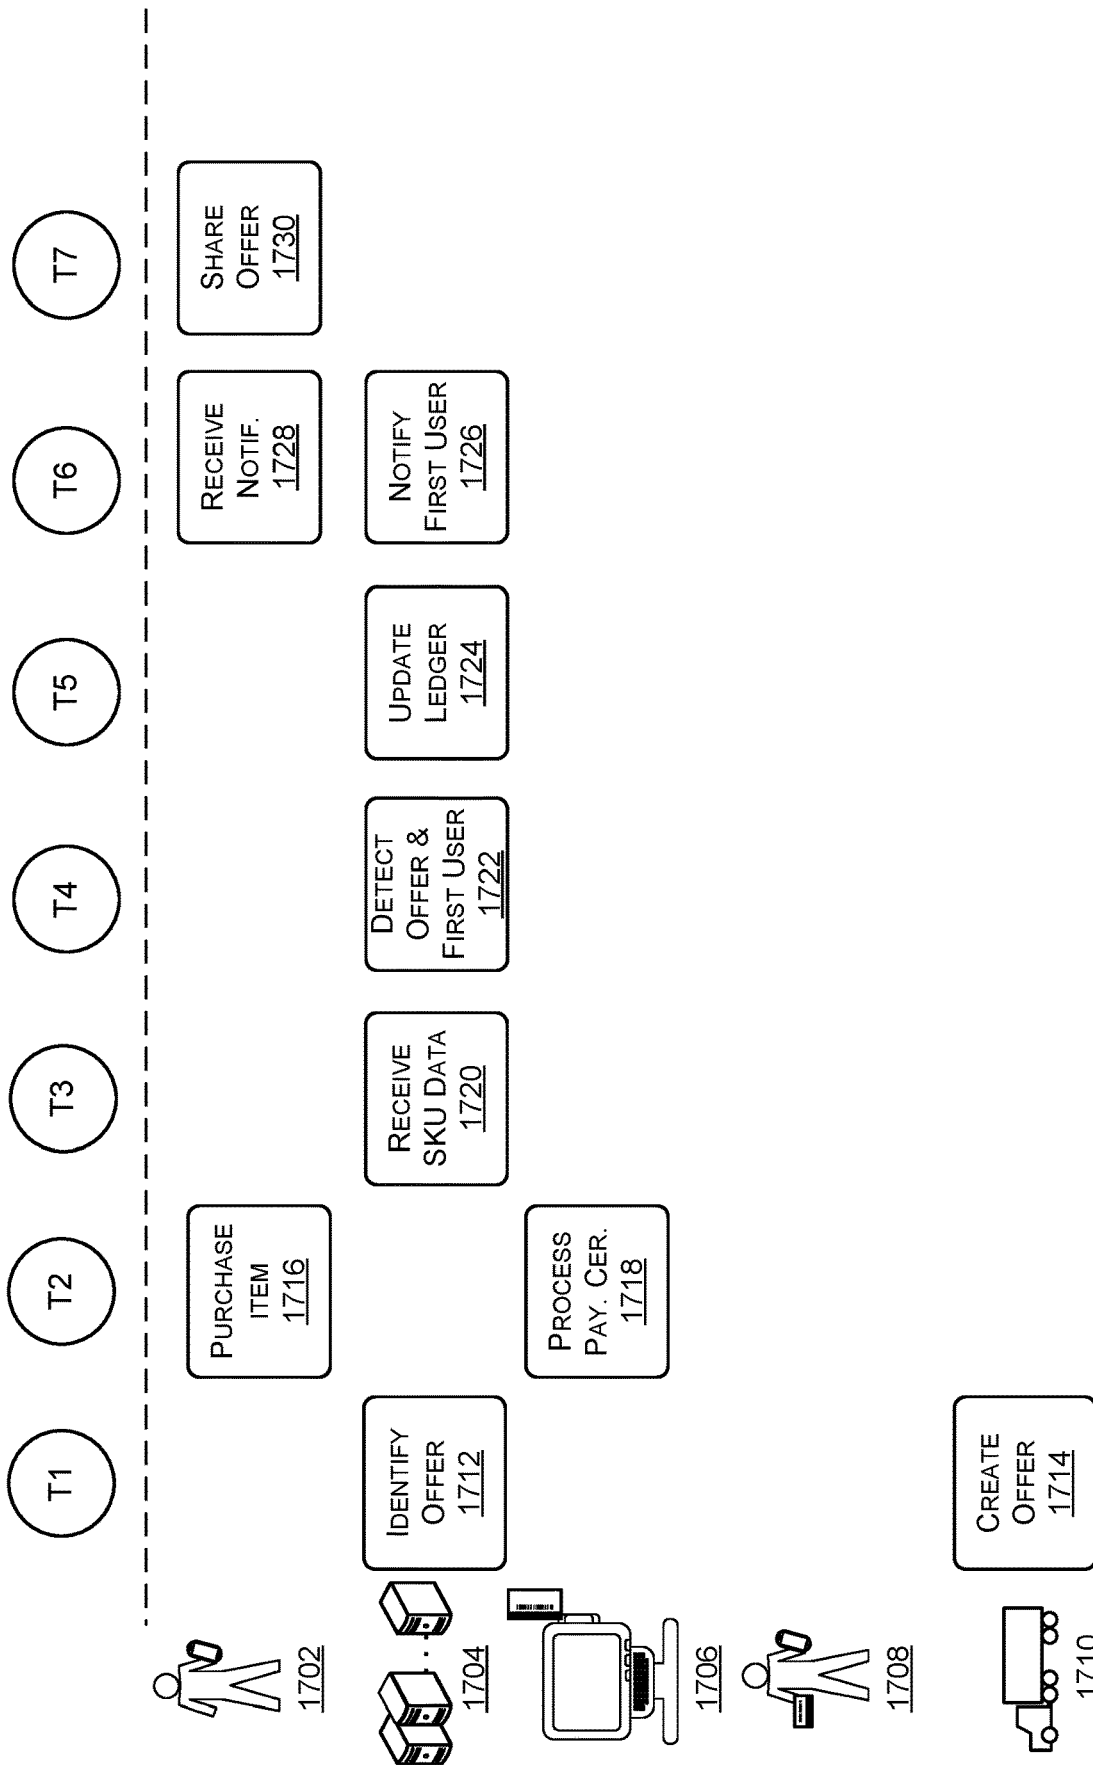 T1
T2
T3
T4
T5
T6
T7
1702
PURCHASE
ITEM
1716
RECEIVE
NOTIF.
1728
SHARE
OFFER
1730
1704
IDENTIFY
OFFER
1712
RECEIVE
SKU DATA
1720
DETECT
OFFER &
FIRST USER
1722
UPDATE
LEDGER
1724
NOTIFY
FIRST USER
1726
1706
PROCESS
PAY. CER.
1718
1708
1710
CREATE
OFFER
1714